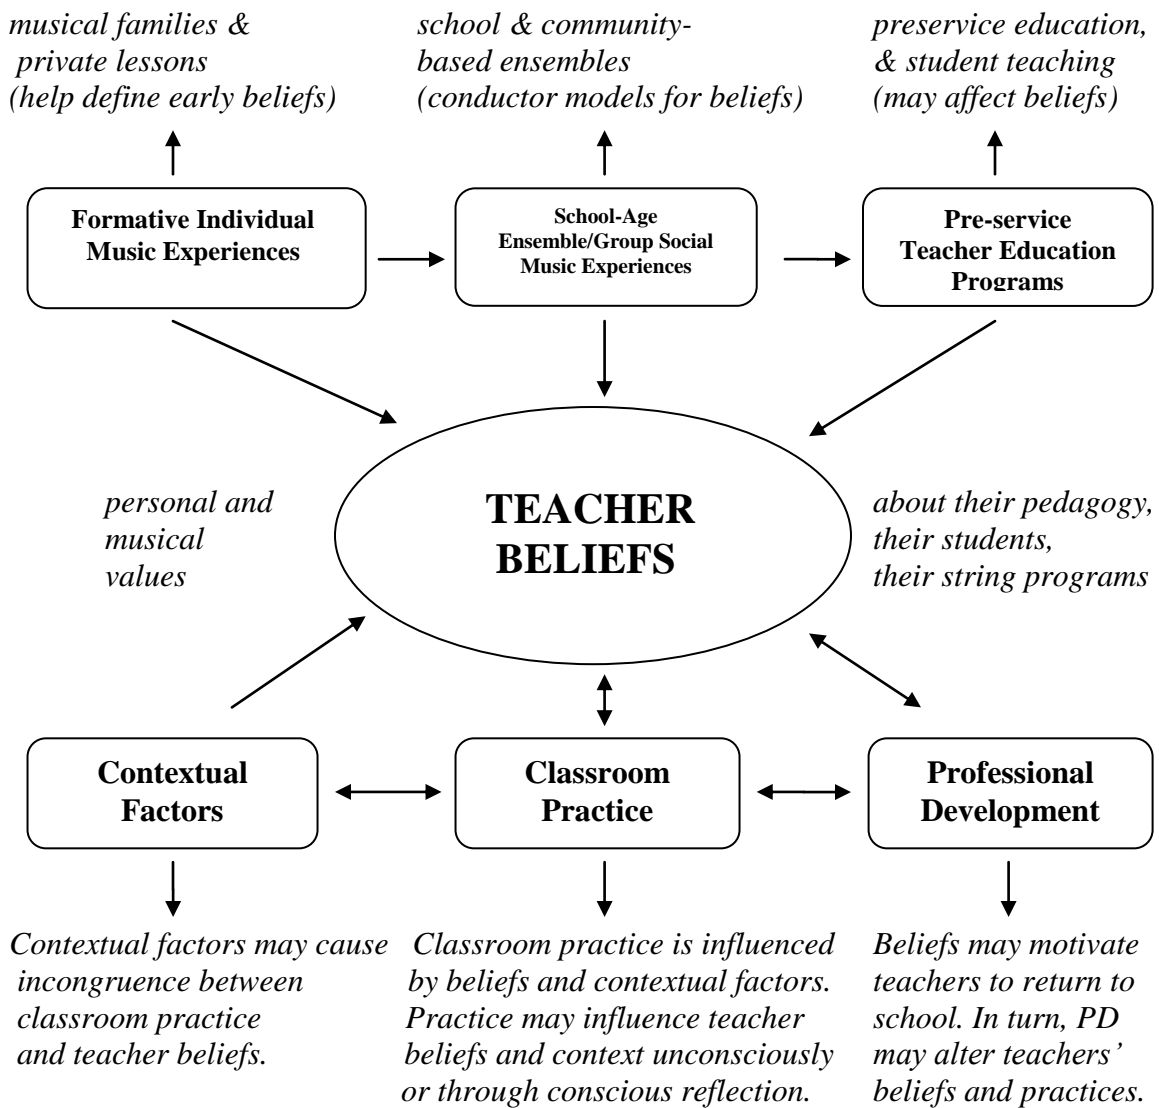 musical families &
private lessons
(help define early beliefs)
school & community-
based ensembles
(conductor models for beliefs)
preservice education,
& student teaching
(may affect beliefs)
Formative Individual
Music Experiences
School-Age
Ensemble/Group Social
Music Experiences
Pre-service
Teacher Education
Programs
personal and
musical
values
TEACHER
BELIEFS
about their pedagogy,
their students,
their string programs
Contextual
Factors
Classroom
Practice
Professional
Development
Contextual factors may cause
incongruence between
classroom practice
and teacher beliefs.
Classroom practice is influenced
by beliefs and contextual factors.
Practice may influence teacher
beliefs and context unconsciously
or through conscious reflection.
Beliefs may motivate
teachers to return to
school. In turn, PD
may alter teachers’
beliefs and practices.